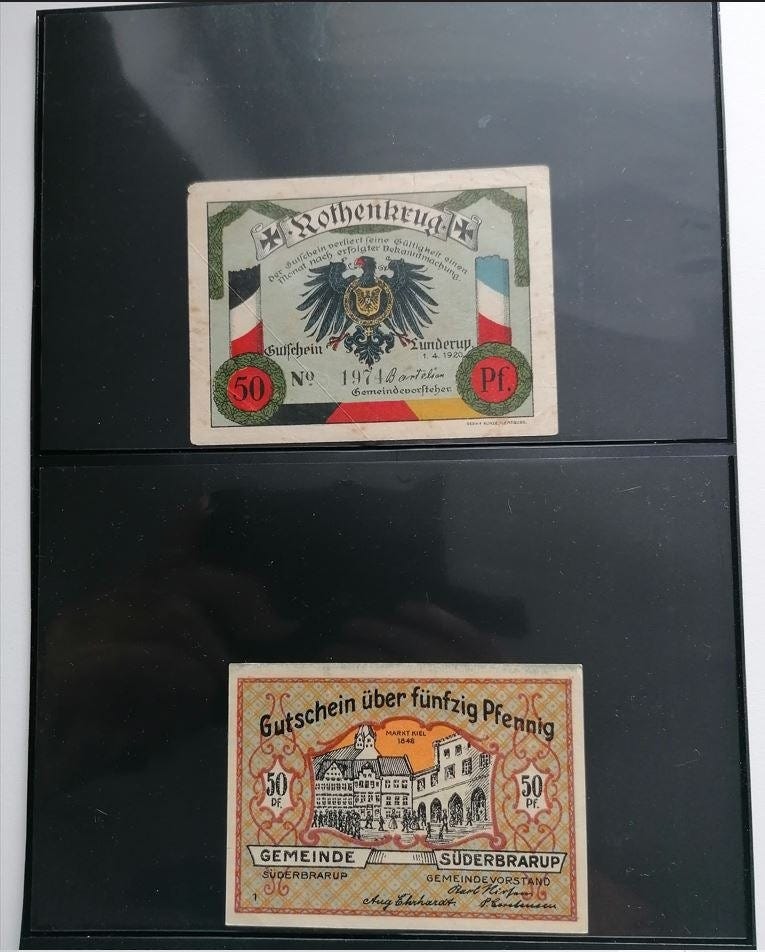 Rothenkrug
Der Gutschein verliert seine Gültigkeit einen
Monat nach erfolgter Bekanntmachung.
Gutschein Lunderup
1. 4. 1920
50 No 1974 Bartelsen Pf.
Gemeindevorsteher
Gutschein über fünfzig Pfennig
MARKT KIEL
1848
50 50
Pf. Pf.
GEMEINDE SÜDERBRARUP
SÜDERBRARUP GEMEINDEVORSTAND
1 Aug Ehrhardt